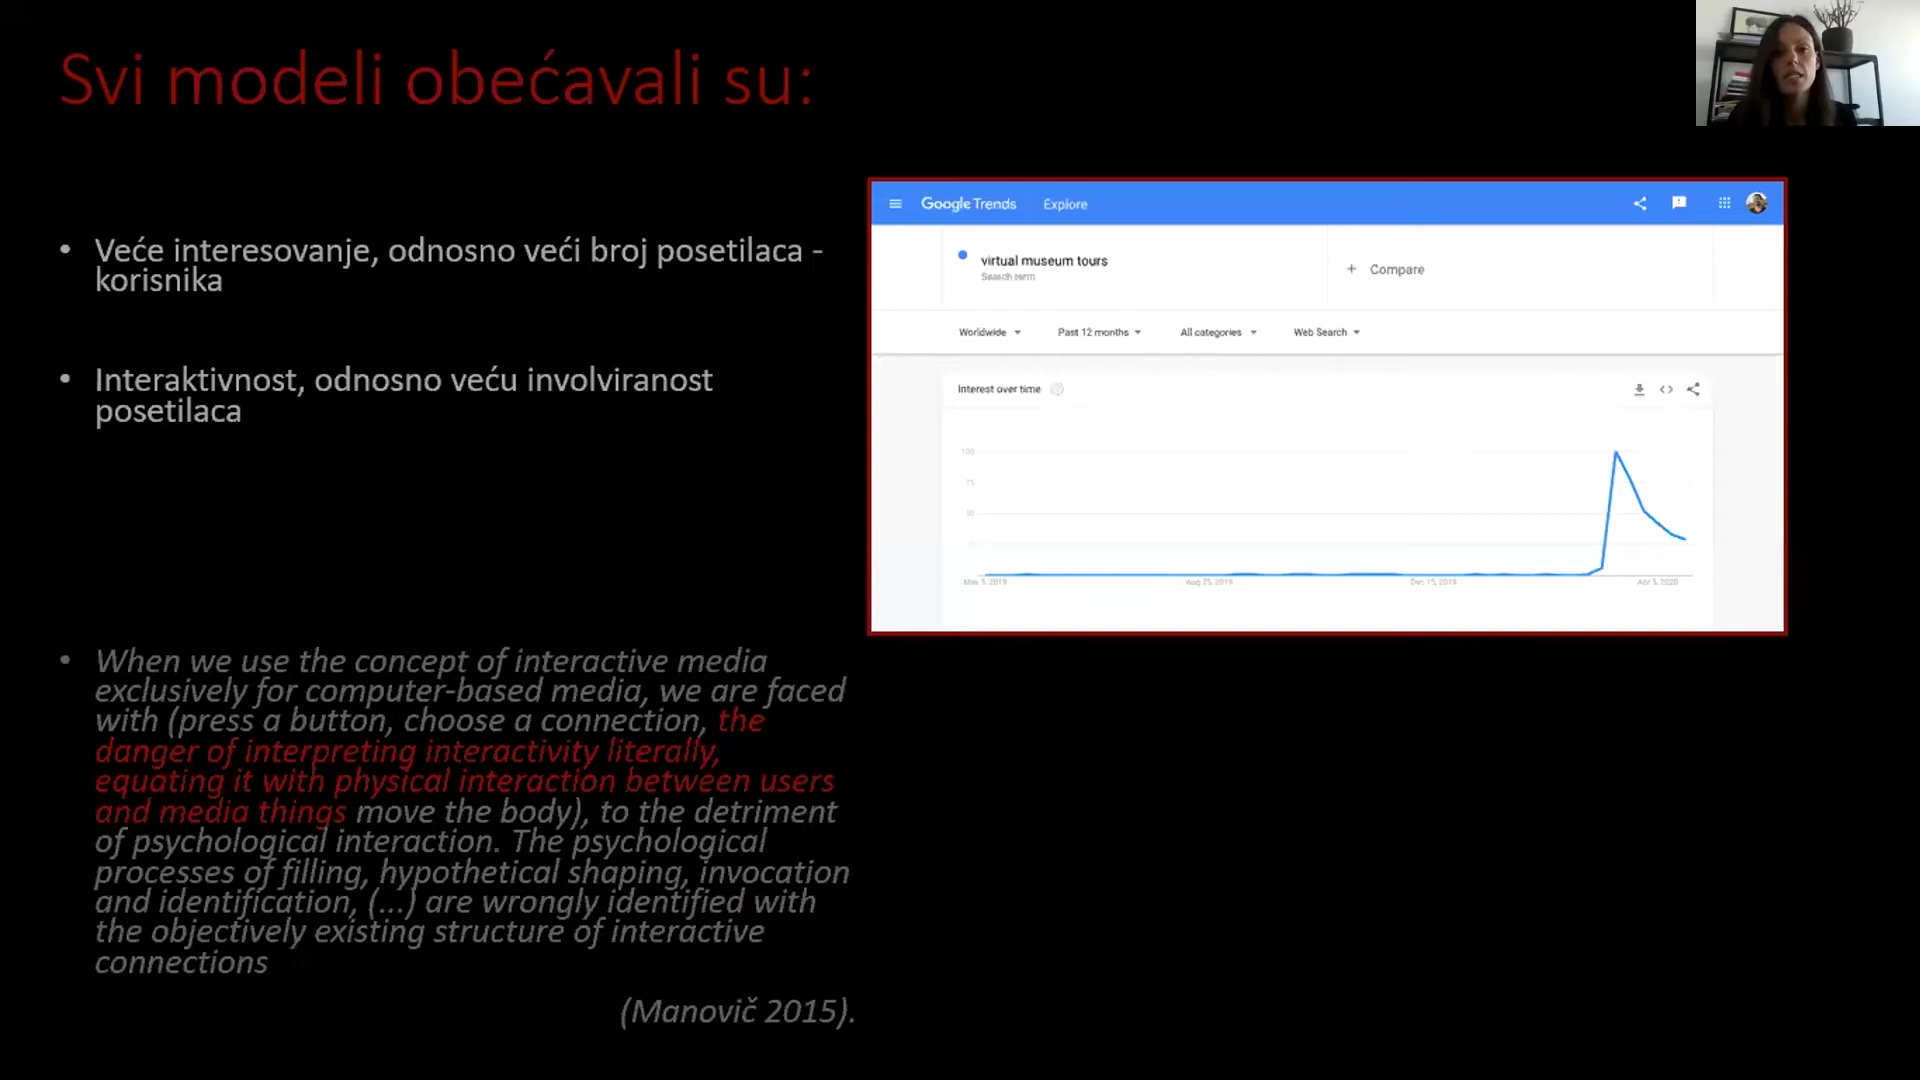 Svi modeli obećavali su:
• Veće interesovanje, odnosno veći broj posetilaca -
korisnika
• Interaktivnost, odnosno veću involviranost
posetilaca
• When we use the concept of interactive media
exclusively for computer-based media, we are faced
with (press a button, choose a connection, the
danger of interpreting interactivity literally,
equating it with physical interaction between users
and media things move the body), to the detriment
of psychological interaction. The psychological
processes of filling, hypothetical shaping, invocation
and identification, (...) are wrongly identified with
the objectively existing structure of interactive
connections
(Manovič 2015).
Google Trends Explore
virtual museum tours
Search term
+ Compare
Worldwide Past 12 months All categories Web Search
Interest over time
100
75
50
May 5, 2019 Aug 25, 2019 Dec 15, 2019 Apr 5, 2020